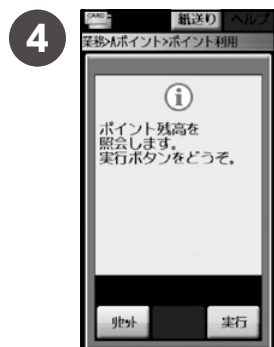 4
CARD
紙送り ヘルプ
業務>Aポイント>ポイント利用
ポイント残高を
照会します。
実行ボタンをどうぞ。
リセット 実行